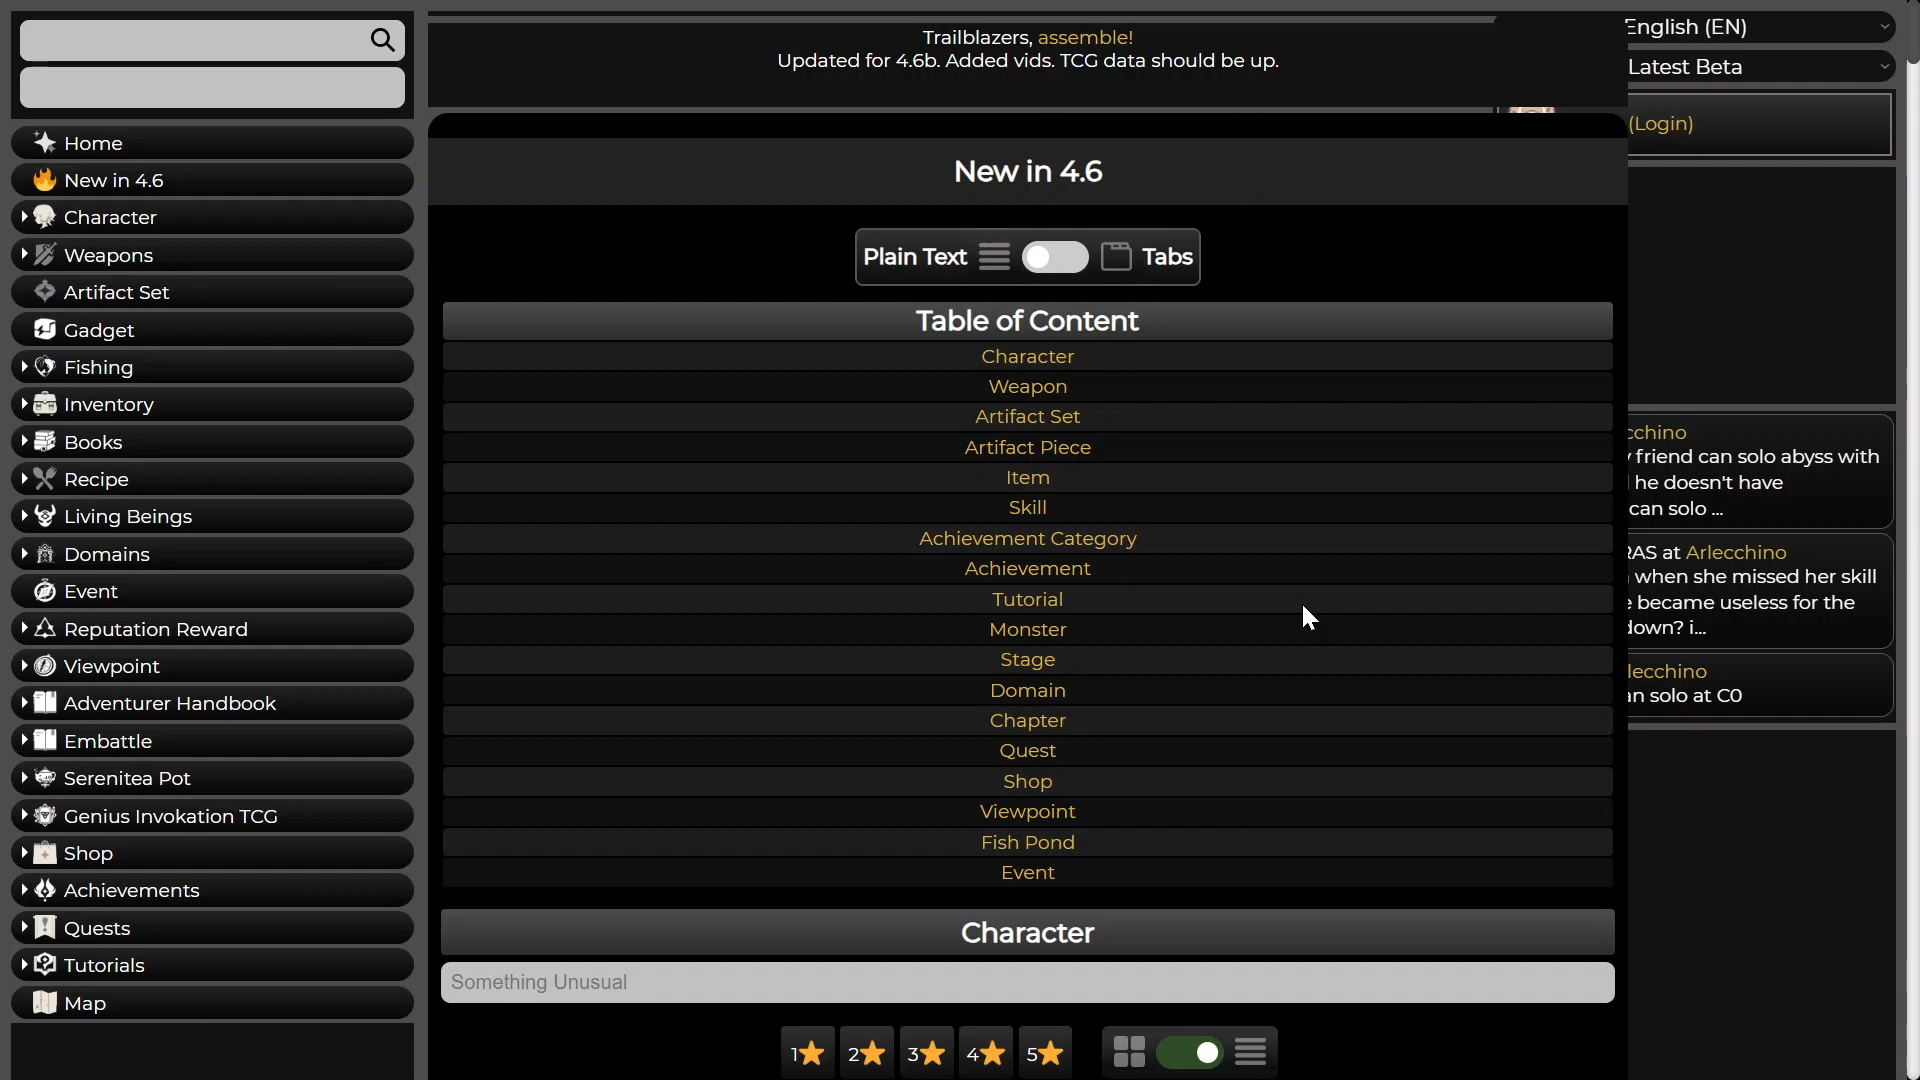 Home
New in 4.6
Character
Weapons
Artifact Set
Gadget
Fishing
Inventory
Books
Recipe
Living Beings
Domains
Event
Reputation Reward
Viewpoint
Adventurer Handbook
Embattle
Serenitea Pot
Genius Invokation TCG
Shop
Achievements
Quests
Tutorials
Map
Trailblazers, assemble!
Updated for 4.6b. Added vids. TCG data should be up.
New in 4.6
Plain Text Tabs
Table of Content
Character
Weapon
Artifact Set
Artifact Piece
Item
Skill
Achievement Category
Achievement
Tutorial
Monster
Stage
Domain
Chapter
Quest
Shop
Viewpoint
Fish Pond
Event
Character
Something Unusual
1 2 3 4 5
English (EN)
Latest Beta
(Login)
cchino
friend can solo abyss with
he doesn't have
can solo ...
RAS at Arlecchino
when she missed her skill
e became useless for the
down? i...
lecchino
an solo at C0